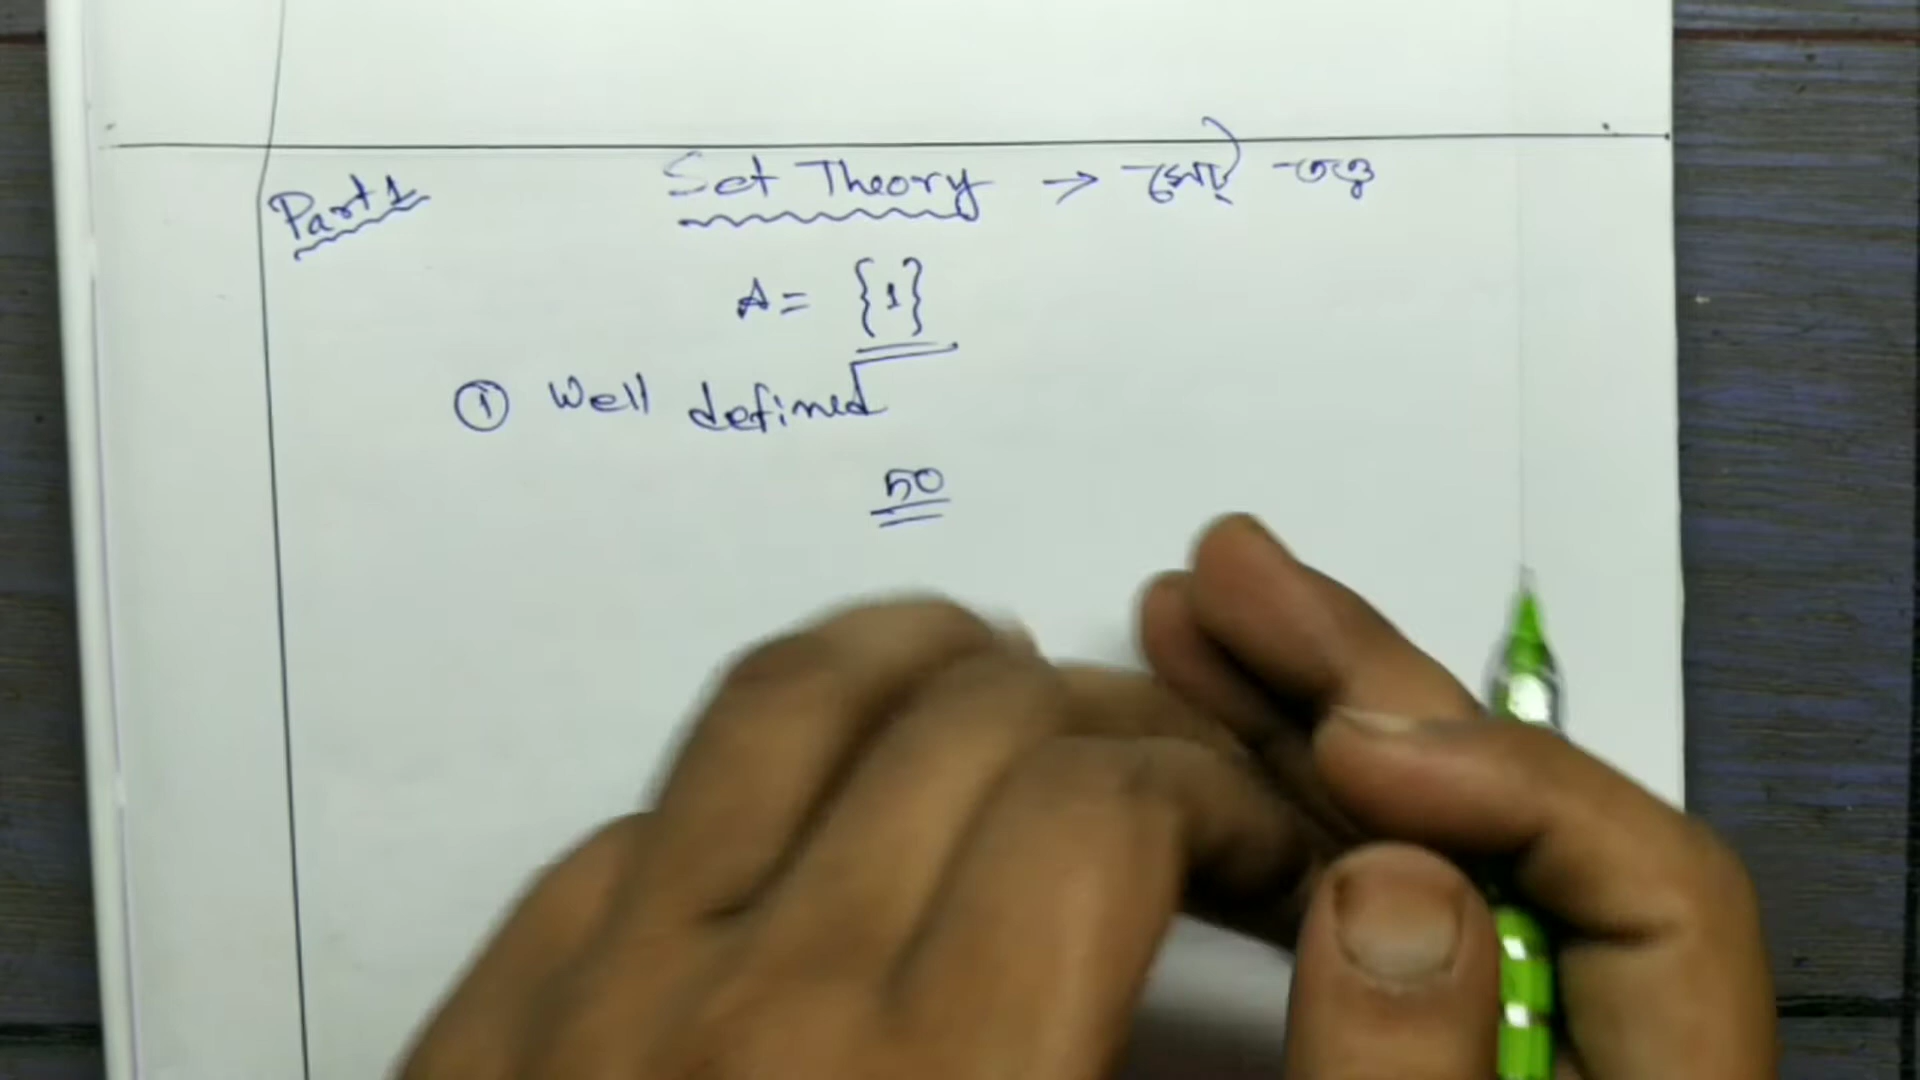 Part 1
Set Theory → সেট তত্ত্ব
A = {1}
① Well defined
50